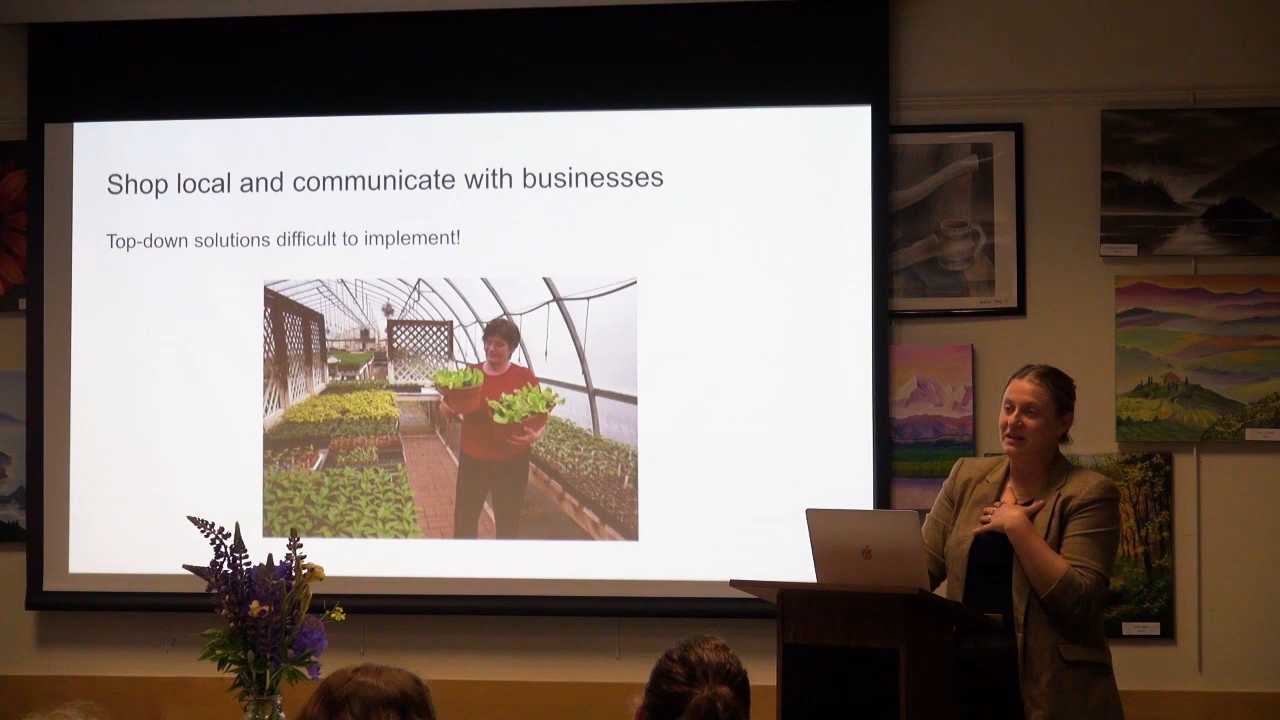 Shop local and communicate with businesses
Top-down solutions difficult to implement!